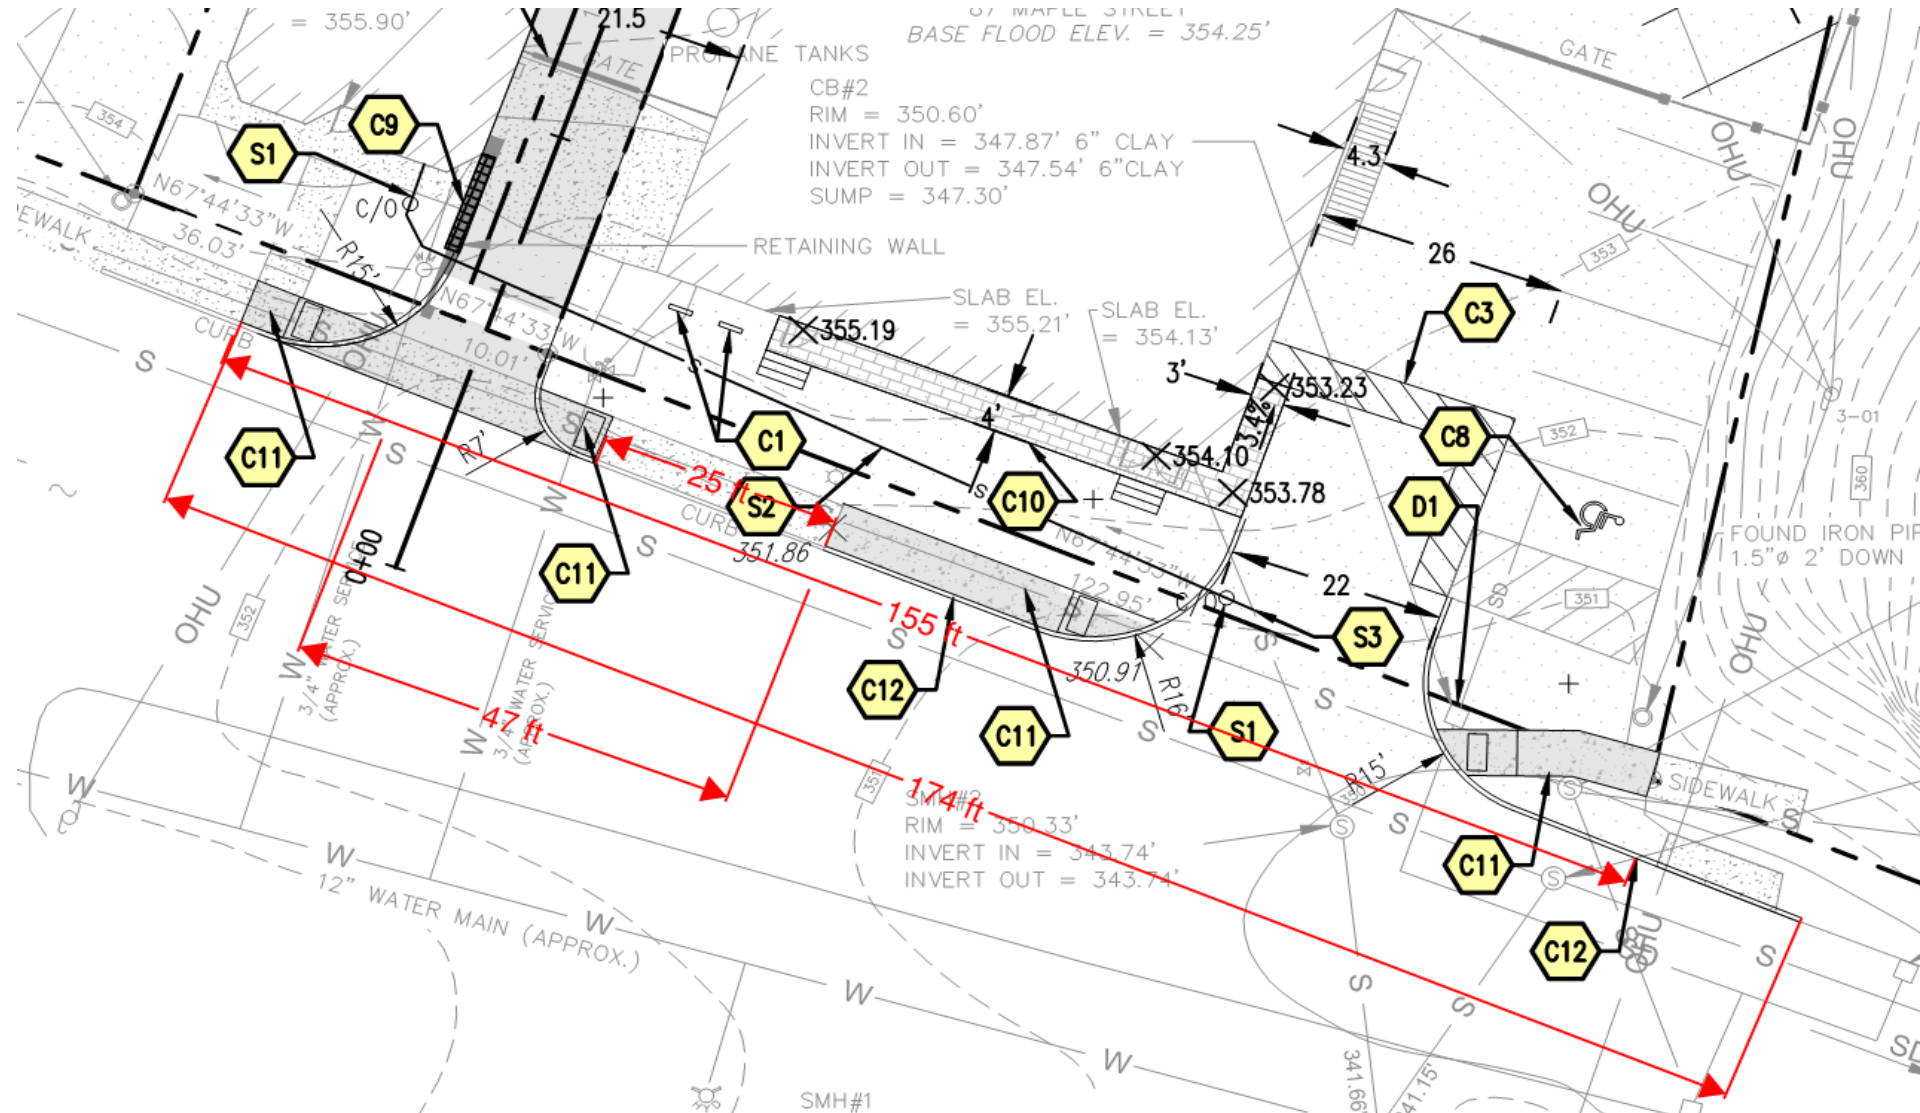 = 355.90'
21.5
87 MAPLE STREET
BASE FLOOD ELEV. = 354.25'
GATE
PROPANE TANKS
GATE
CB#2
RIM = 350.60'
INVERT IN = 347.87' 6" CLAY
INVERT OUT = 347.54' 6"CLAY
SUMP = 347.30'
354
C9
S1
C/O
N67°44'33"W
36.03'
R15'
RETAINING WALL
4.3
OHU
OHU
OHU
26
353
C3
SLAB EL.
= 355.21'
SLAB EL.
= 354.13'
355.19
N67°44'33"W
10.01'
CURB
S
S
S
3'
353.23
3.4%
4'
C1
354.10
353.78
C8
352
3-01
360
D1
C11
W
S
S
R7'
25 ft
S2
CURB
351.86
C10
S
FOUND IRON PIP
1.5"ø 2' DOWN
0+00
C11
W
S
N67°44'33"W
122.95'
22
351
SD
OHU
352
OHU
3/4" WATER SERVICE
(APPROX.)
W
3/4" WATER SERVICE
(APPROX.)
W
155 ft
S
S3
S
S
350.91
R16'
C12
C11
S
S1
47 ft
351
174 ft
R15'
350
SIDEWALK
S
SMH#2
RIM = 350.33'
INVERT IN = 343.74'
INVERT OUT = 343.74'
S
S
S
C11
C12
OHU
S
W
W
12" WATER MAIN (APPROX.)
W
W
W
S
S
341.66'
41.15'
SD
SMH#1